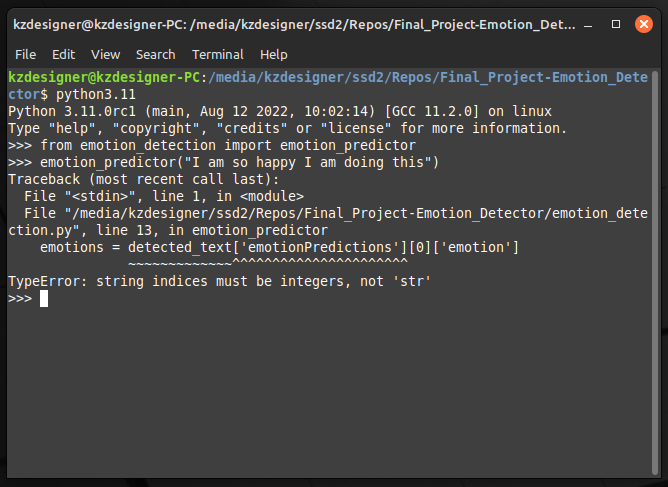 kzdesigner@kzdesigner-PC: /media/kzdesigner/ssd2/Repos/Final_Project-Emotion_Det...
File Edit View Search Terminal Help
kzdesigner@kzdesigner-PC:/media/kzdesigner/ssd2/Repos/Final_Project-Emotion_Dete
ctor$ python3.11
Python 3.11.0rc1 (main, Aug 12 2022, 10:02:14) [GCC 11.2.0] on linux
Type "help", "copyright", "credits" or "license" for more information.
>>> from emotion_detection import emotion_predictor
>>> emotion_predictor("I am so happy I am doing this")
Traceback (most recent call last):
  File "<stdin>", line 1, in <module>
  File "/media/kzdesigner/ssd2/Repos/Final_Project-Emotion_Detector/emotion_dete
ction.py", line 13, in emotion_predictor
    emotions = detected_text['emotionPredictions'][0]['emotion']
               ~~~~~~~~~~~~~^^^^^^^^^^^^^^^^^^^^^^
TypeError: string indices must be integers, not 'str'
>>>